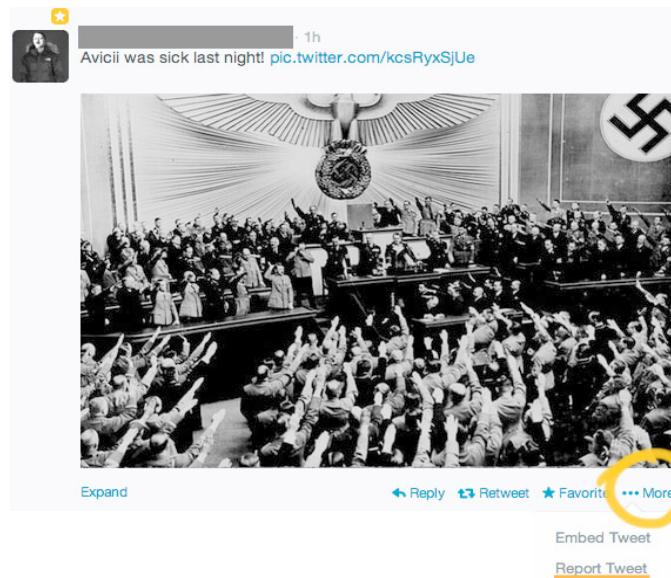 1h
Avicii was sick last night! pic.twitter.com/kcsRyxSjUe
Expand Reply Retweet Favorite More
Embed Tweet
Report Tweet